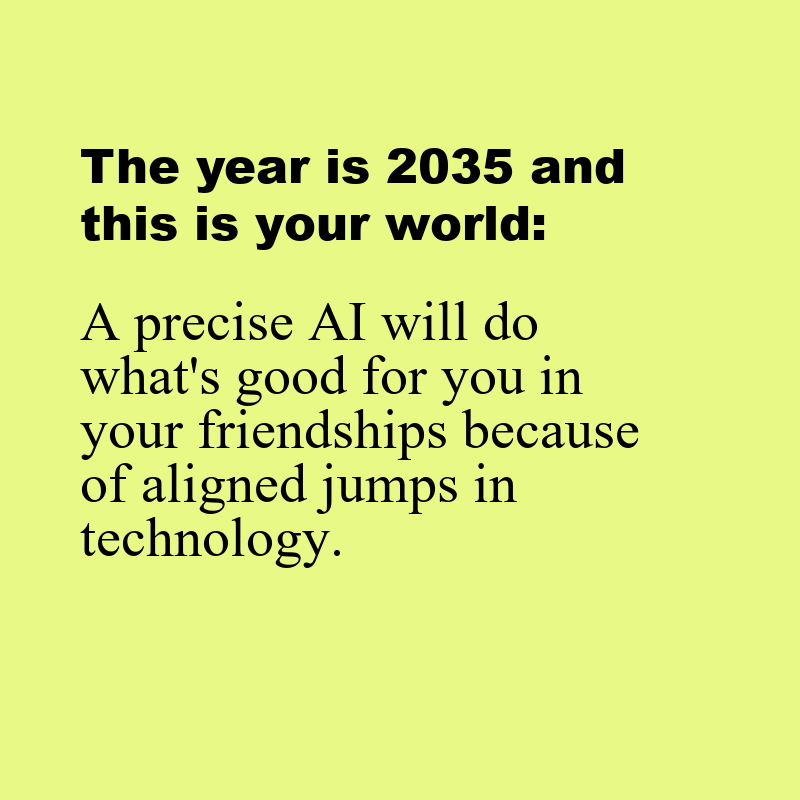 The year is 2035 and
this is your world:
A precise AI will do
what's good for you in
your friendships because
of aligned jumps in
technology.